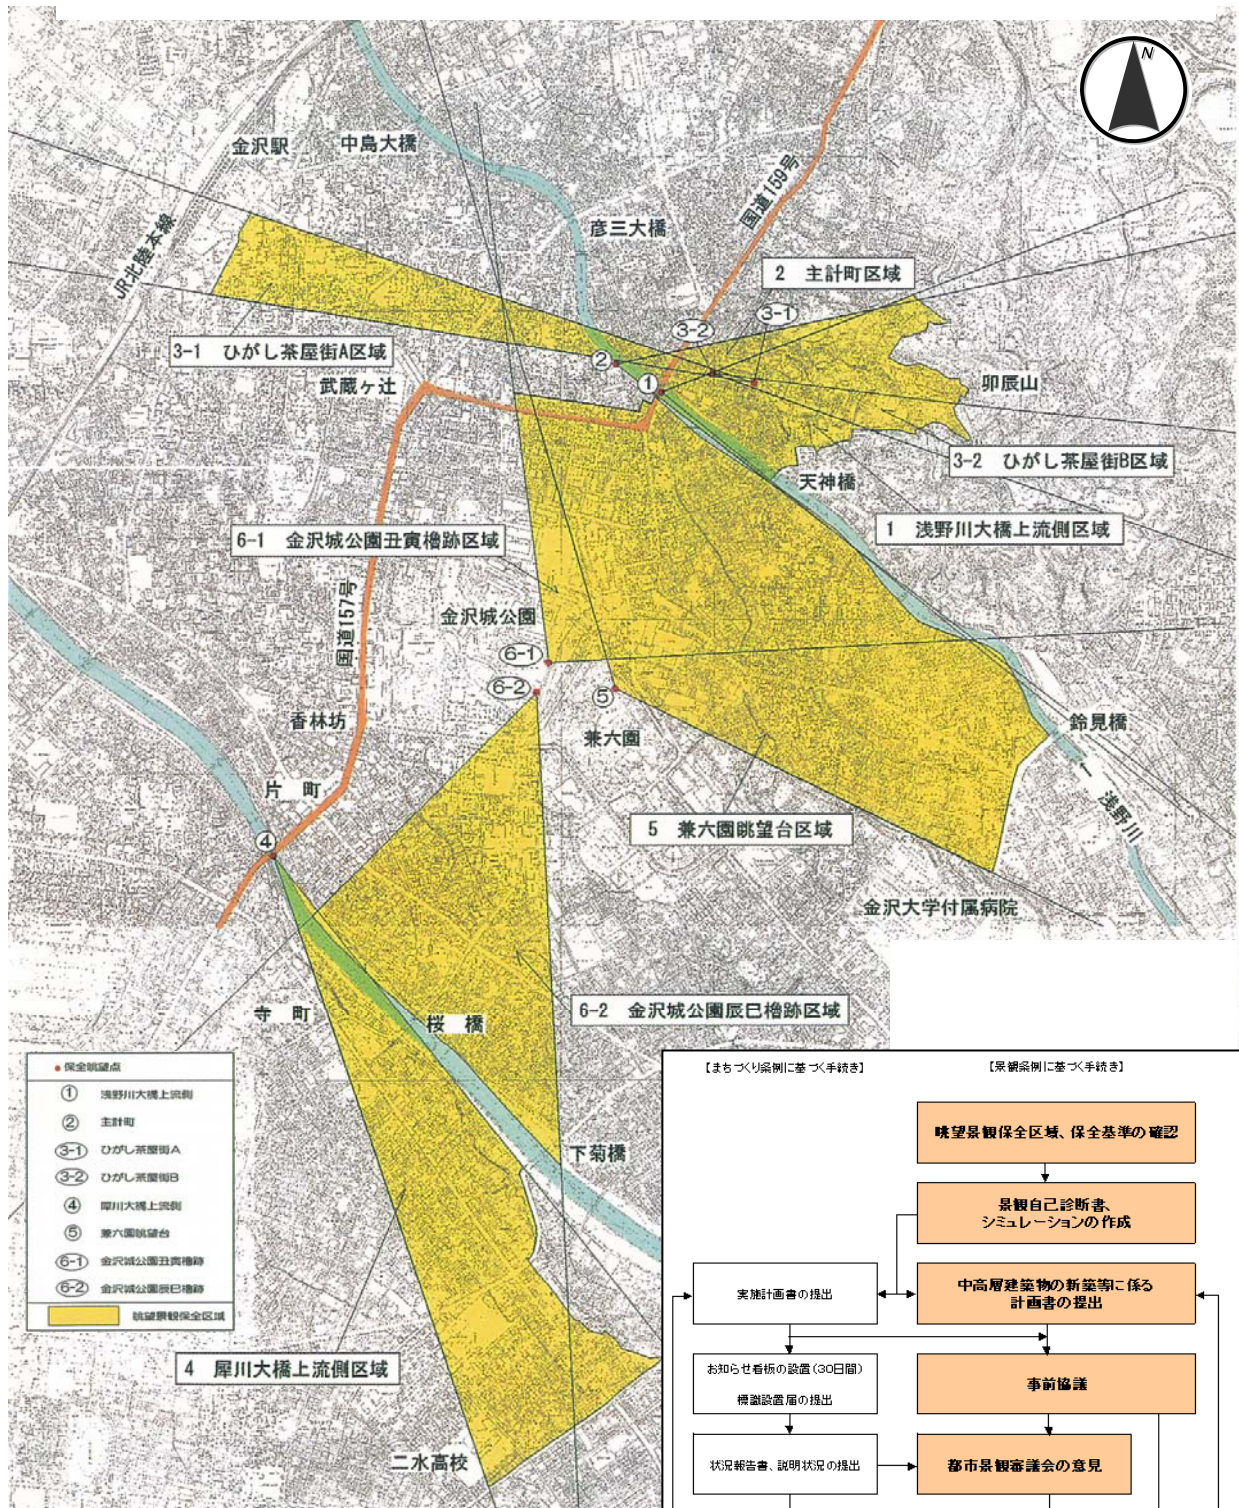 N
金沢駅
中島大橋
国道159号
JR北陸本線
彦三大橋
2 主計町区域
3-1
3-2
3-1 ひがし茶屋街A区域
②
①
武蔵ヶ辻
卯辰山
3-2 ひがし茶屋街B区域
天神橋
1 浅野川大橋上流側区域
6-1 金沢城公園丑寅櫓跡区域
国道157号
金沢城公園
6-1
6-2
⑤
香林坊
兼六園
鈴見橋
←浅野川
片 町
④
5 兼六園眺望台区域
金沢大学付属病院
寺 町
桜 橋
6-2 金沢城公園辰巳櫓跡区域
下菊橋
● 保全眺望点
① 浅野川大橋上流側
② 主計町
3-1 ひがし茶屋街A
3-2 ひがし茶屋街B
④ 犀川大橋上流側
⑤ 兼六園眺望台
6-1 金沢城公園丑寅櫓跡
6-2 金沢城公園辰巳櫓跡
眺望景観保全区域
4 犀川大橋上流側区域
二水高校
【まちづくり条例に基づく手続き】
【景観条例に基づく手続き】
眺望景観保全区域、保全基準の確認
景観自己診断書、
シミュレーションの作成
実施計画書の提出
中高層建築物の新築等に係る
計画書の提出
お知らせ看板の設置(30日間)
標識設置届の提出
事前協議
状況報告書、説明状況の提出
都市景観審議会の意見